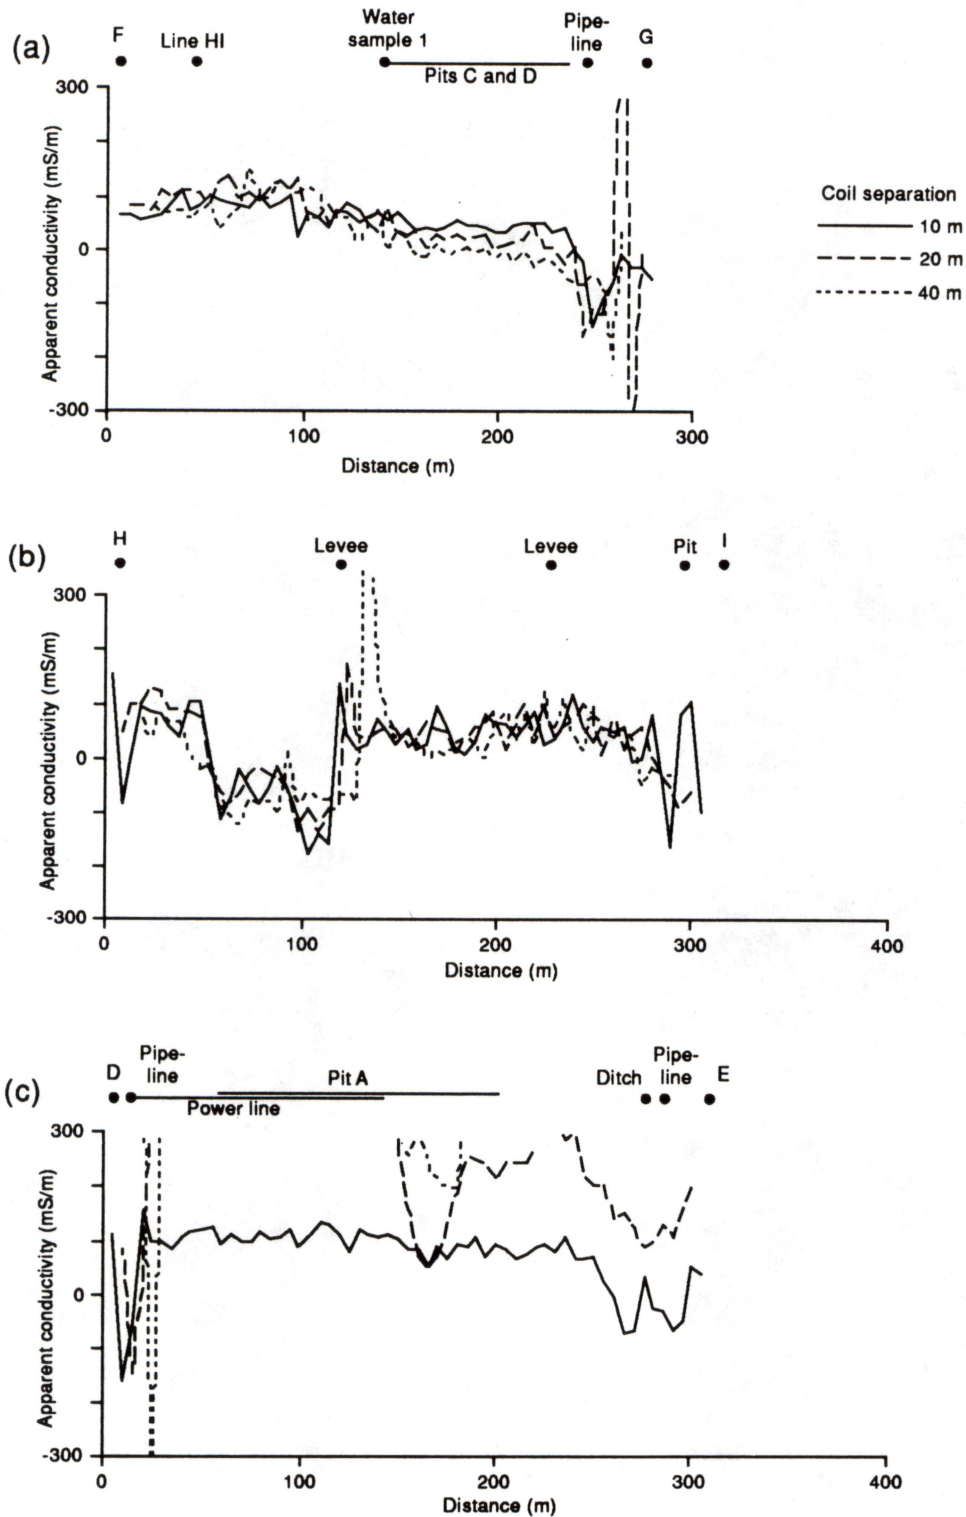 (a)
F
Line HI
Water
sample 1
Pits C and D
Pipe-
line
G
300
0
-300
Apparent conductivity (mS/m)
0
100
200
300
Distance (m)
Coil separation
10 m
20 m
40 m
(b)
H
Levee
Levee
Pit
I
300
0
-300
Apparent conductivity (mS/m)
0
100
200
300
400
Distance (m)
(c)
D
Pipe-
line
Power line
Pit A
Ditch
Pipe-
line
E
300
0
-300
Apparent conductivity (mS/m)
0
100
200
300
400
Distance (m)